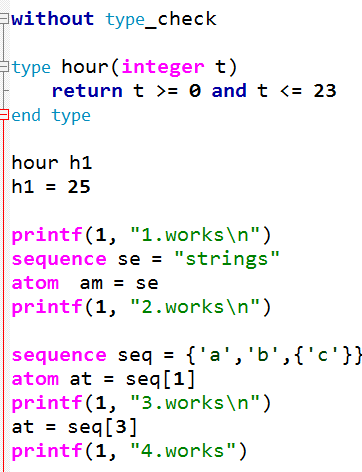 without type_check
type hour(integer t)
return t >= 0 and t <= 23
end type
hour h1
h1 = 25
printf(1, "1.works\n")
sequence se = "strings"
atom  am = se
printf(1, "2.works\n")
sequence seq = {'a','b',{'c'}}
atom at = seq[1]
printf(1, "3.works\n")
at = seq[3]
printf(1, "4.works")